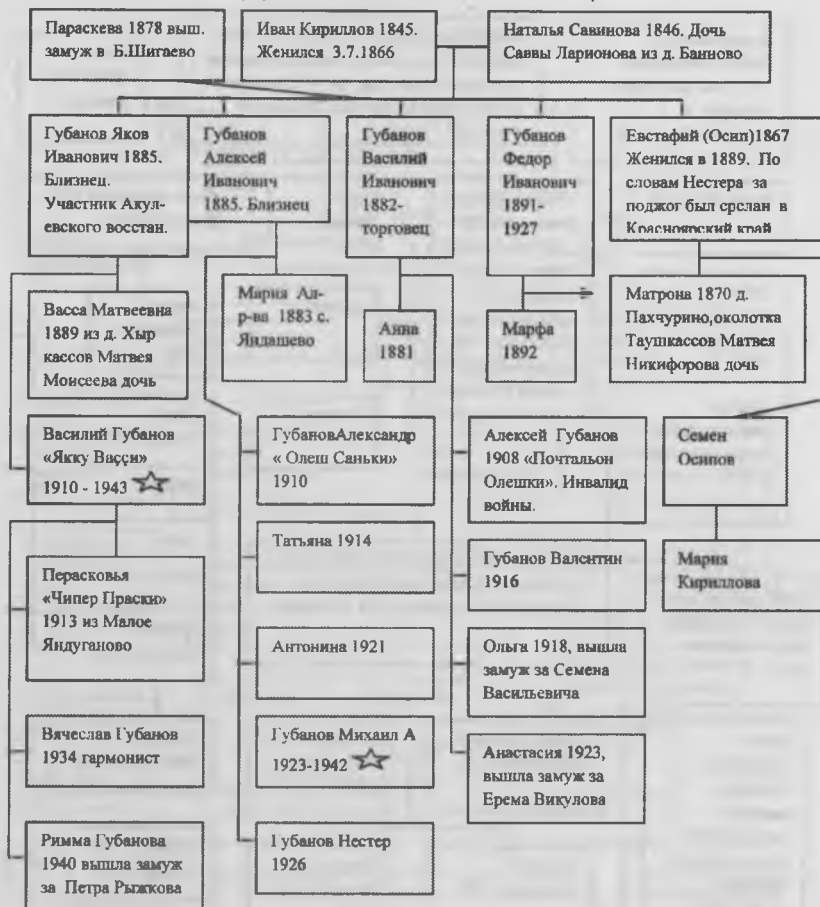 Параскева 1878 выш.
замуж в Б.Шигаево
Иван Кириллов 1845.
Женился 3.7.1866
Наталья Савинова 1846. Дочь
Саввы Ларионова из д. Банново
Губанов Яков
Иванович 1885.
Близнец.
Участник Акул-
евского восстан.
Губанов
Алексей
Иванович
1885. Близнец
Губанов
Василий
Иванович
1882-
торговец
Губанов
Федор
Иванович
1891-
1927
Евстафий (Осип)1867
Женился в 1889. По
словам Нестера за
поджог был срслан в
Красноярский край
Васса Матвеевна
1889 из д. Хыр
кассов Матвея
Моисеева дочь
Мария Ал-
р-ва 1883 с.
Яндашево
Анна
1881
Марфа
1892
Матрона 1870 д.
Пахчурино,околотка
Таушкассов Матвея
Никифорова дочь
Василий Губанов
«Якку Ваççи»
1910 - 1943
ГубановАлександр
« Олеш Саньки»
1910
Алексей Губанов
1908 «Почтальон
Олешки». Инвалид
войны.
Семен
Осипов
Татьяна 1914
Губанов Валентин
1916
Мария
Кириллова
Перасковья
«Чипер Праски»
1913 из Малое
Яндуганово
Антонина 1921
Ольга 1918, вышла
замуж за Семена
Васильевича
Вячеслав Губанов
1934 гармонист
Губанов Михаил А
1923-1942
Анастасия 1923,
вышла замуж за
Ерема Викулова
Римма Губанова
1940 вышла замуж
за Петра Рыжкова
Губанов Нестер
1926